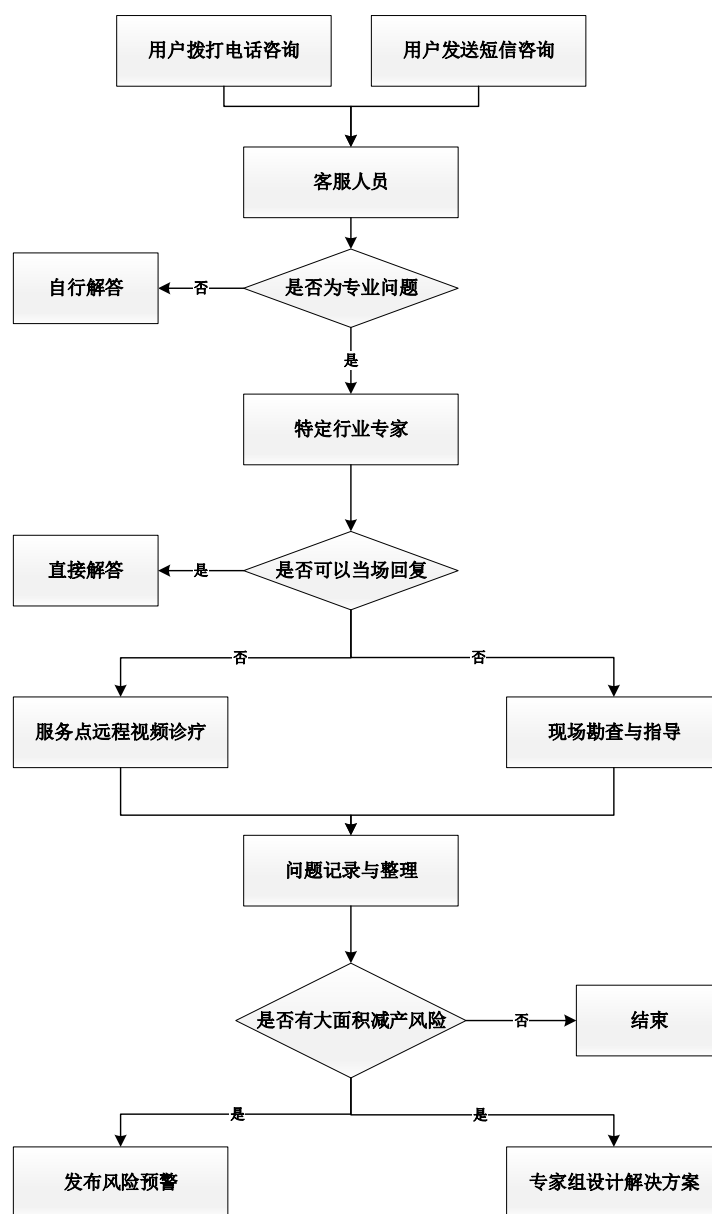 用户拨打电话咨询
用户发送短信咨询
客服人员
是否为专业问题
否
自行解答
是
特定行业专家
是否可以当场回复
是
直接解答
否
否
服务点远程视频诊疗
现场勘查与指导
问题记录与整理
是否有大面积减产风险
否
结束
是
是
发布风险预警
专家组设计解决方案